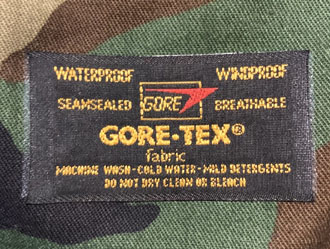 WATERPROOF WINDPROOF
SEAMSEALED GORE BREATHABLE
GORE-TEX®
fabric
MACHINE WASH-COLD WATER-MILD DETERGENTS
DO NOT DRY CLEAN OR BLEACH